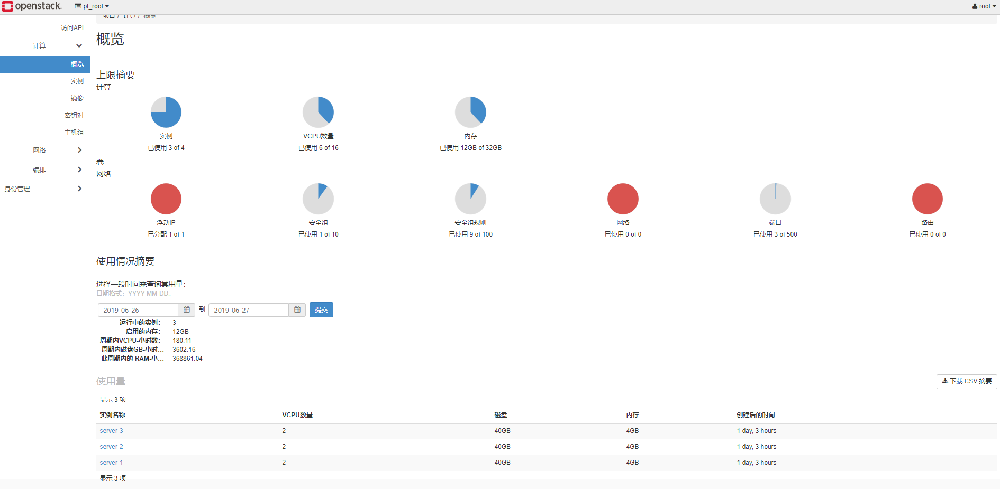 openstack. pt_root root
项目 / 计算 / 概览
访问API
计算
概览
实例
镜像
密钥对
主机组
网络
编排
身份管理
概览
上限摘要
计算
实例 VCPU数量 内存
已使用 3 of 4 已使用 6 of 16 已使用 12GB of 32GB
卷
网络
浮动IP 安全组 安全组规则 网络 端口 路由
已分配 1 of 1 已使用 1 of 10 已使用 9 of 100 已使用 0 of 0 已使用 3 of 500 已使用 0 of 0
使用情况摘要
选择一段时间来查询其用量：
日期格式：YYYY-MM-DD。
2019-06-26 到 2019-06-27 提交
运行中的实例： 3
启用的内存： 12GB
周期内VCPU-小时数： 180.11
周期内磁盘GB-小时... 3602.16
此周期内的 RAM-小... 368861.04
使用量 下载 CSV 摘要
显示 3 项
实例名称 VCPU数量 磁盘 内存 创建后的时间
server-3 2 40GB 4GB 1 day, 3 hours
server-2 2 40GB 4GB 1 day, 3 hours
server-1 2 40GB 4GB 1 day, 3 hours
显示 3 项